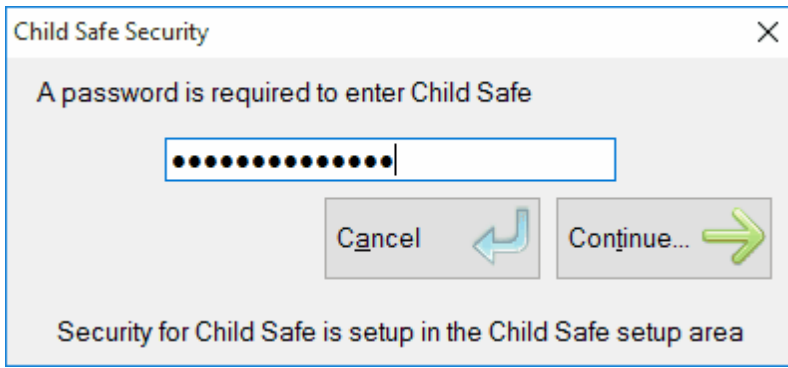 Child Safe Security
A password is required to enter Child Safe
●●●●●●●●●●●●●●
Cancel Continue...
Security for Child Safe is setup in the Child Safe setup area